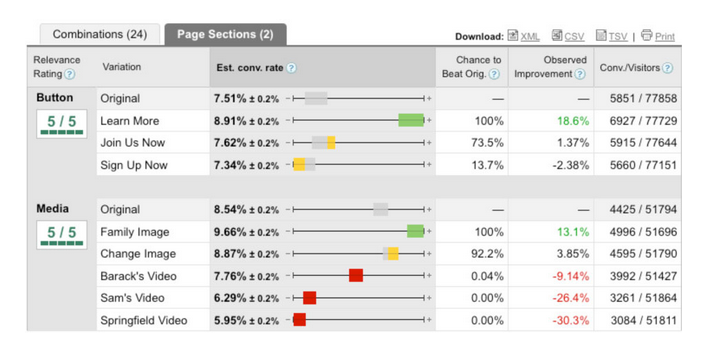 Combinations (24) Page Sections (2) Download: XML CSV TSV | Print
Relevance Rating ? Variation Est. conv. rate ? Chance to Beat Orig. ? Observed Improvement ? Conv./Visitors ?
Button Original 7.51% ± 0.2% — — 5851 / 77858
5 / 5 Learn More 8.91% ± 0.2% 100% 18.6% 6927 / 77729
Join Us Now 7.62% ± 0.2% 73.5% 1.37% 5915 / 77644
Sign Up Now 7.34% ± 0.2% 13.7% -2.38% 5660 / 77151
Media Original 8.54% ± 0.2% — — 4425 / 51794
5 / 5 Family Image 9.66% ± 0.2% 100% 13.1% 4996 / 51696
Change Image 8.87% ± 0.2% 92.2% 3.85% 4595 / 51790
Barack's Video 7.76% ± 0.2% 0.04% -9.14% 3992 / 51427
Sam's Video 6.29% ± 0.2% 0.00% -26.4% 3261 / 51864
Springfield Video 5.95% ± 0.2% 0.00% -30.3% 3084 / 51811